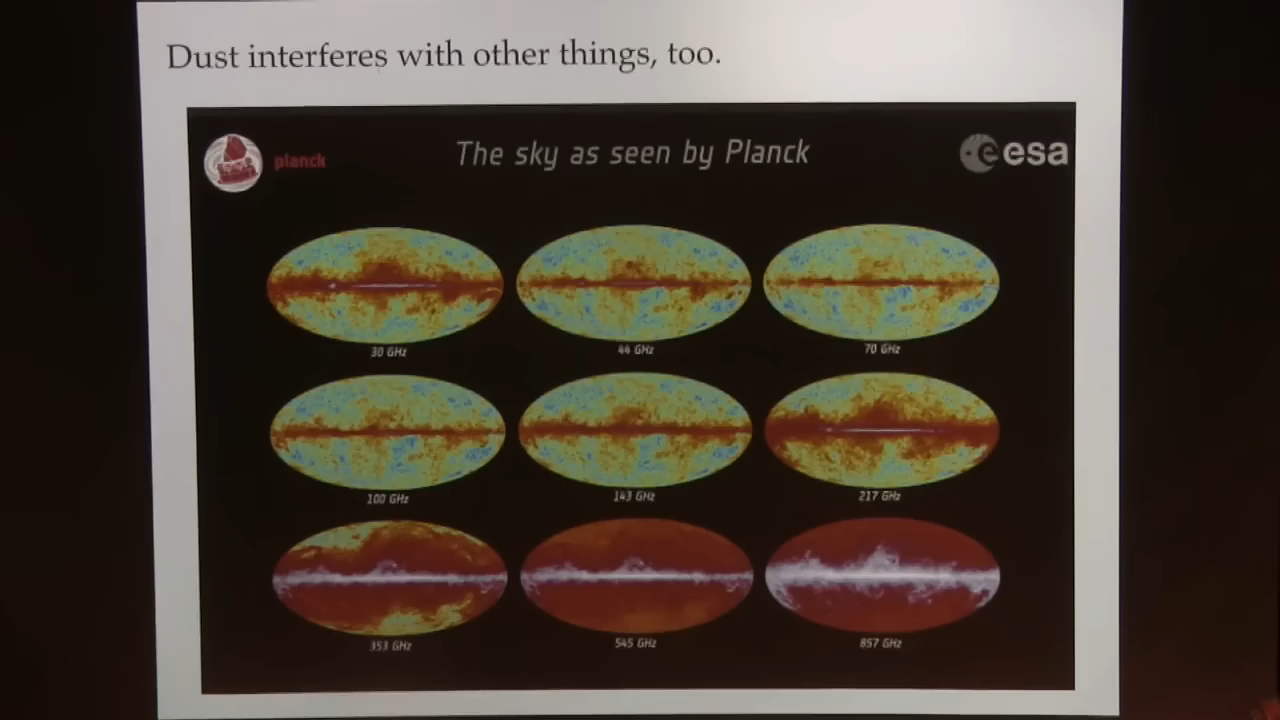 Dust interferes with other things, too.
planck
The sky as seen by Planck
esa
30 GHz
44 GHz
70 GHz
100 GHz
143 GHz
217 GHz
353 GHz
545 GHz
857 GHz